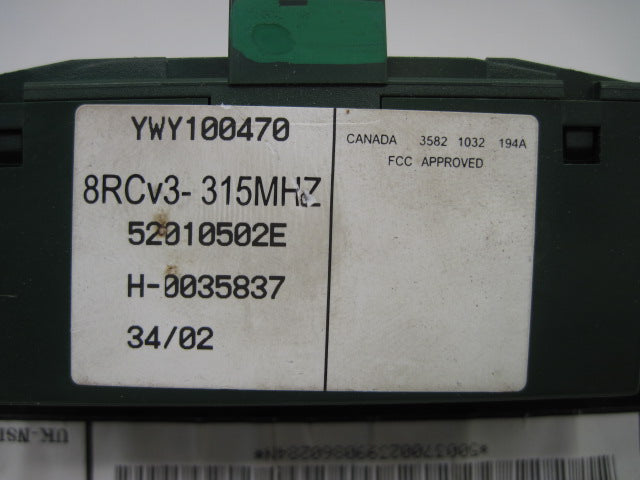 YWY100470
8RCv3- 315MHZ
52010502E
H-0035837
34/02
CANADA 3582 1032 194A
FCC APPROVED